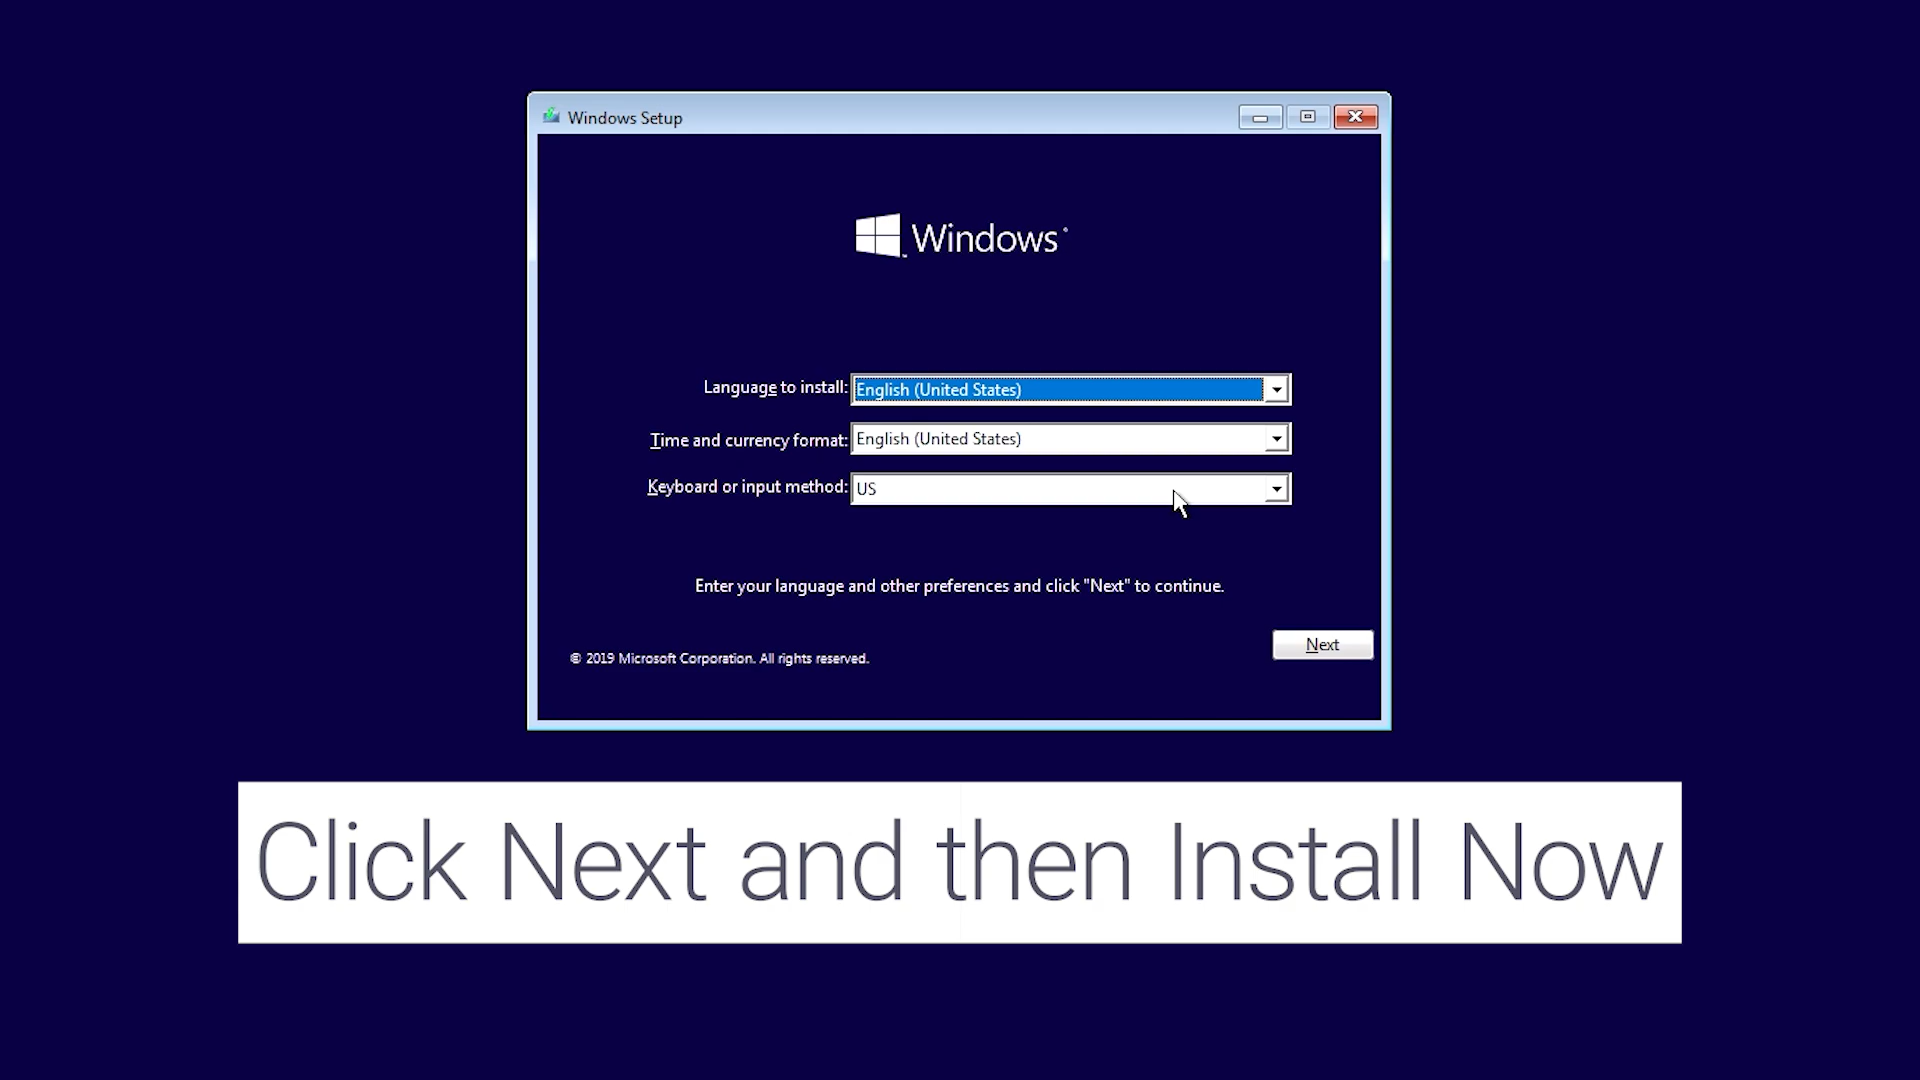 Windows Setup
Windows
Language to install: English (United States)
Time and currency format: English (United States)
Keyboard or input method: US
Enter your language and other preferences and click "Next" to continue.
Next
© 2019 Microsoft Corporation. All rights reserved.
Click Next and then Install Now